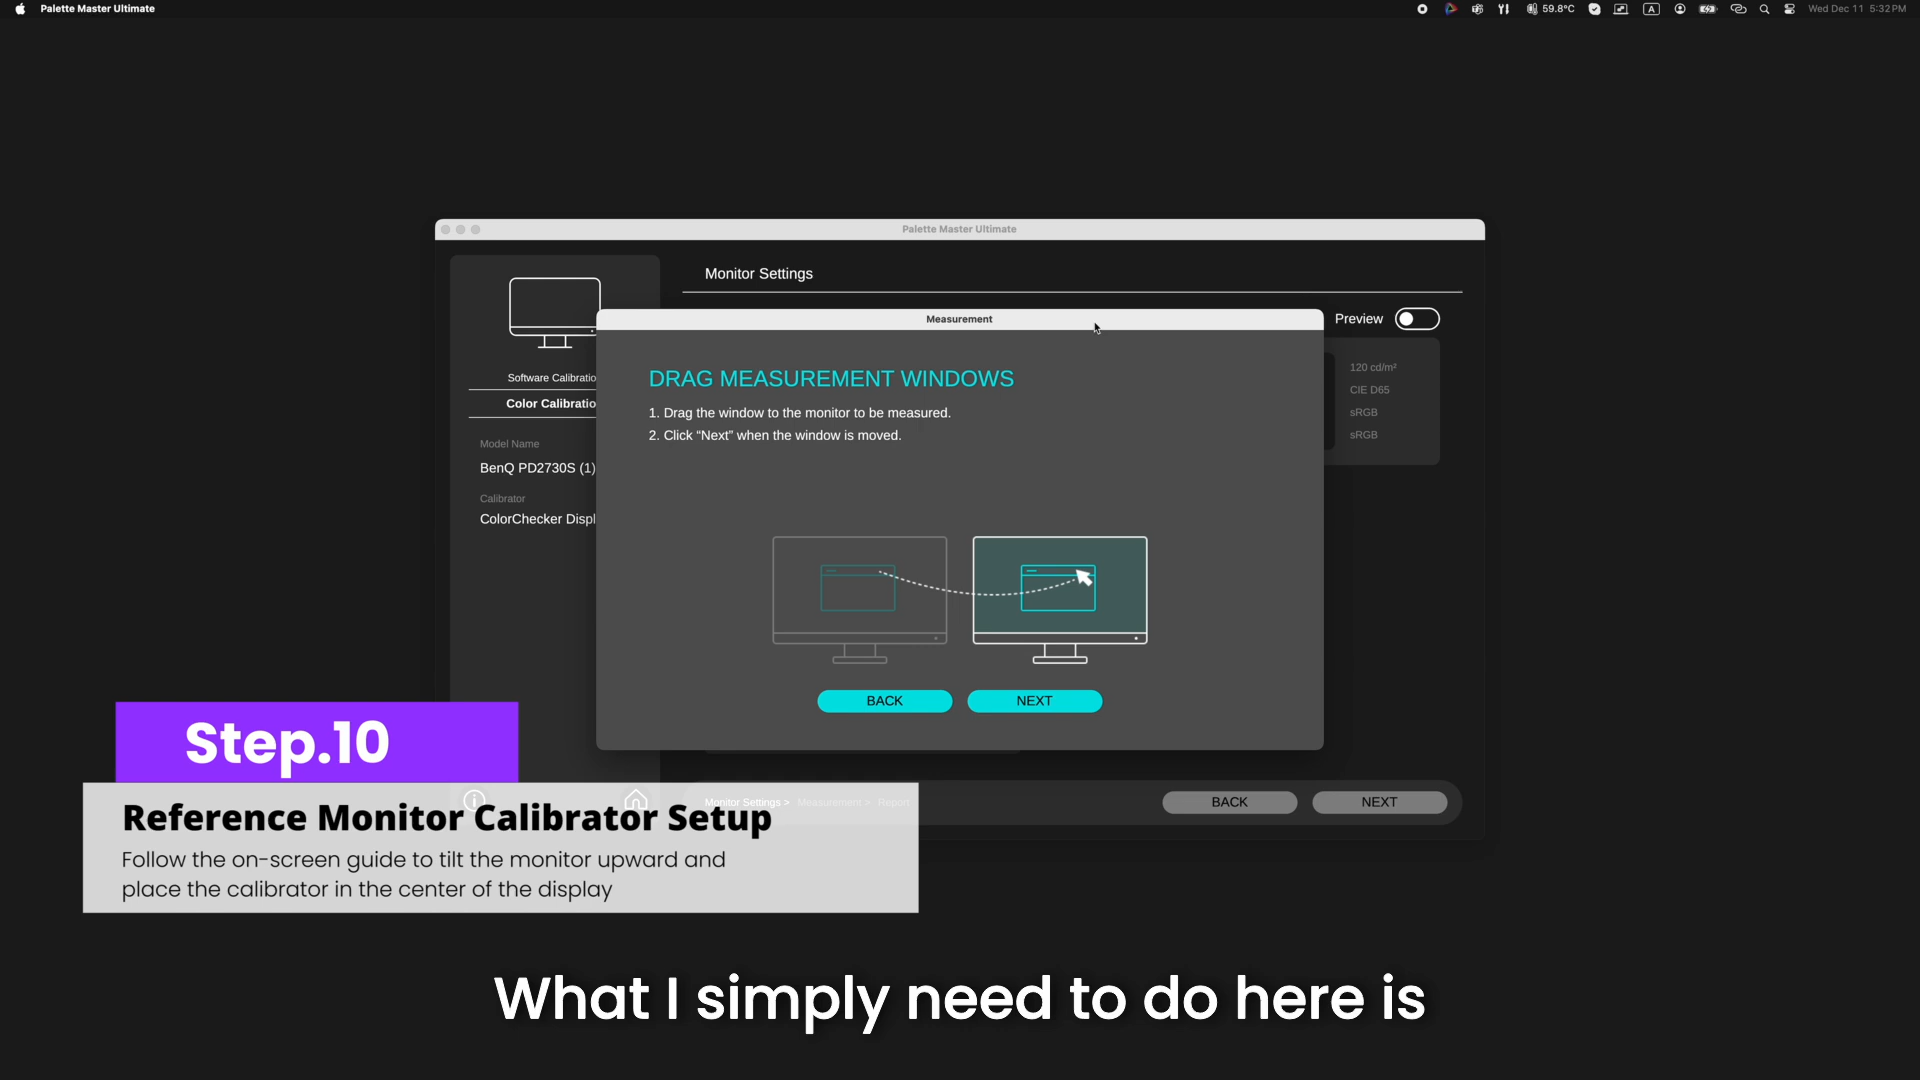 Palette Master Ultimate
59.8°C
A
Wed Dec 11 5:32 PM
Palette Master Ultimate
Monitor Settings
Measurement
Preview
120 cd/m²
CIE D65
sRGB
sRGB
Software Calibratio
Color Calibratio
Model Name
BenQ PD2730S (1)
Calibrator
ColorChecker Displ
DRAG MEASUREMENT WINDOWS
1. Drag the window to the monitor to be measured.
2. Click “Next” when the window is moved.
BACK
NEXT
Monitor Settings > Measurement > Report
BACK
NEXT
Step.10
Reference Monitor Calibrator Setup
Follow the on-screen guide to tilt the monitor upward and
place the calibrator in the center of the display
What I simply need to do here is